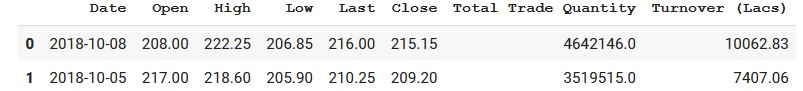 Date Open High Low Last Close Total Trade Quantity Turnover (Lacs)
0 2018-10-08 208.00 222.25 206.85 216.00 215.15 4642146.0 10062.83
1 2018-10-05 217.00 218.60 205.90 210.25 209.20 3519515.0 7407.06